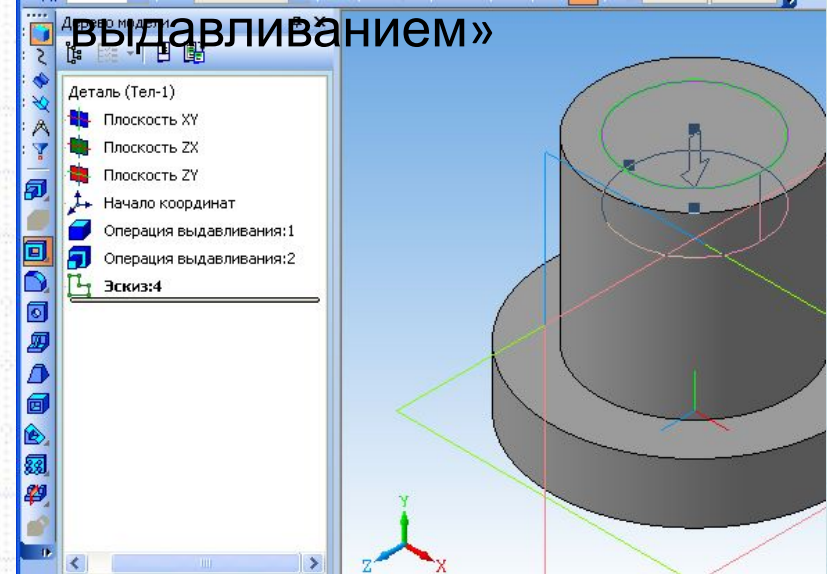 Дерево модели
выдавливанием»
Деталь (Тел-1)
Плоскость XY
Плоскость ZX
Плоскость ZY
Начало координат
Операция выдавливания:1
Операция выдавливания:2
Эскиз:4
Y
Z
X